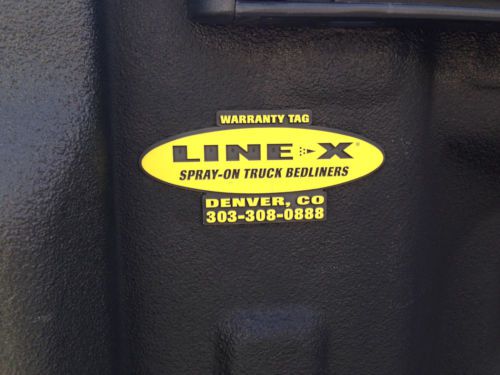 WARRANTY TAG
LINE-X®
SPRAY-ON TRUCK BEDLINERS
DENVER, CO
303-308-0888